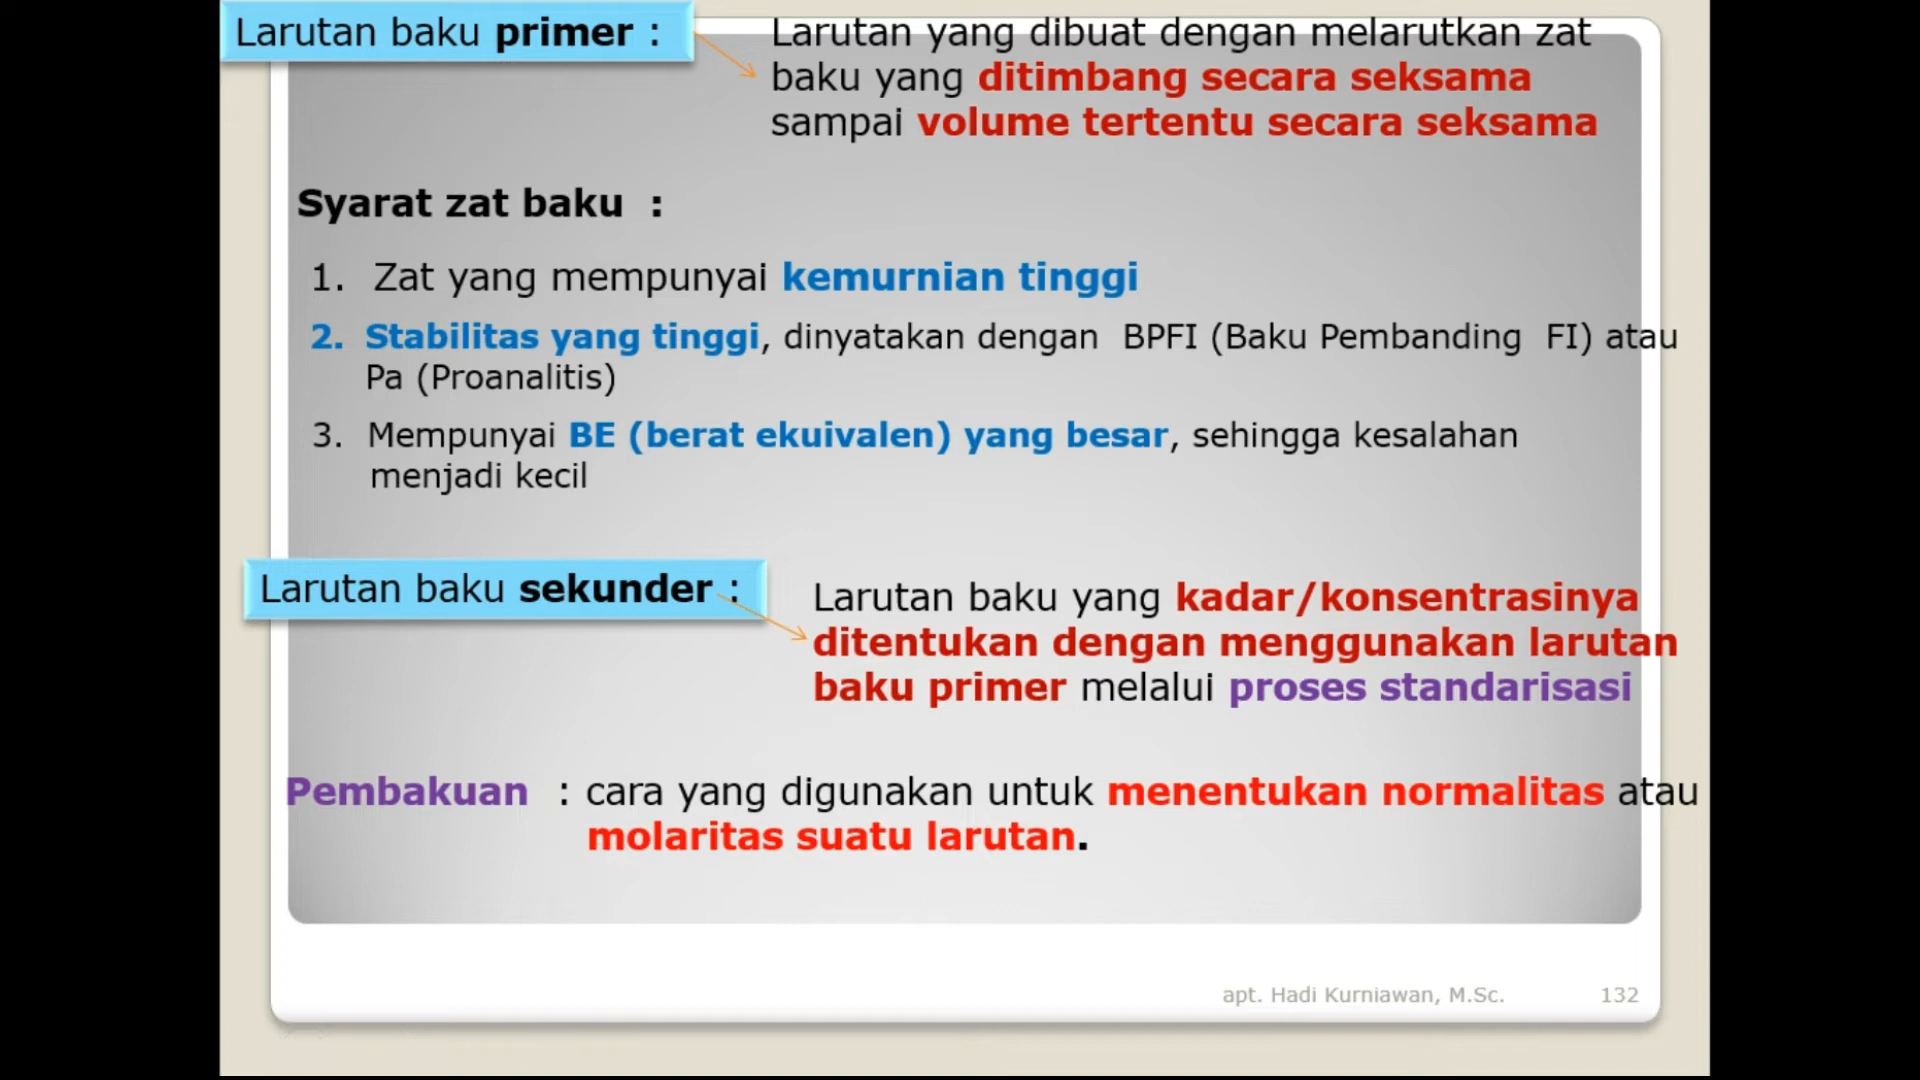 Larutan baku primer :
Larutan yang dibuat dengan melarutkan zat
baku yang ditimbang secara seksama
sampai volume tertentu secara seksama
Syarat zat baku :
1. Zat yang mempunyai kemurnian tinggi
2. Stabilitas yang tinggi, dinyatakan dengan BPFI (Baku Pembanding FI) atau
Pa (Proanalitis)
3. Mempunyai BE (berat ekuivalen) yang besar, sehingga kesalahan
menjadi kecil
Larutan baku sekunder :
Larutan baku yang kadar/konsentrasinya
ditentukan dengan menggunakan larutan
baku primer melalui proses standarisasi
Pembakuan : cara yang digunakan untuk menentukan normalitas atau
molaritas suatu larutan.
apt. Hadi Kurniawan, M.Sc. 132